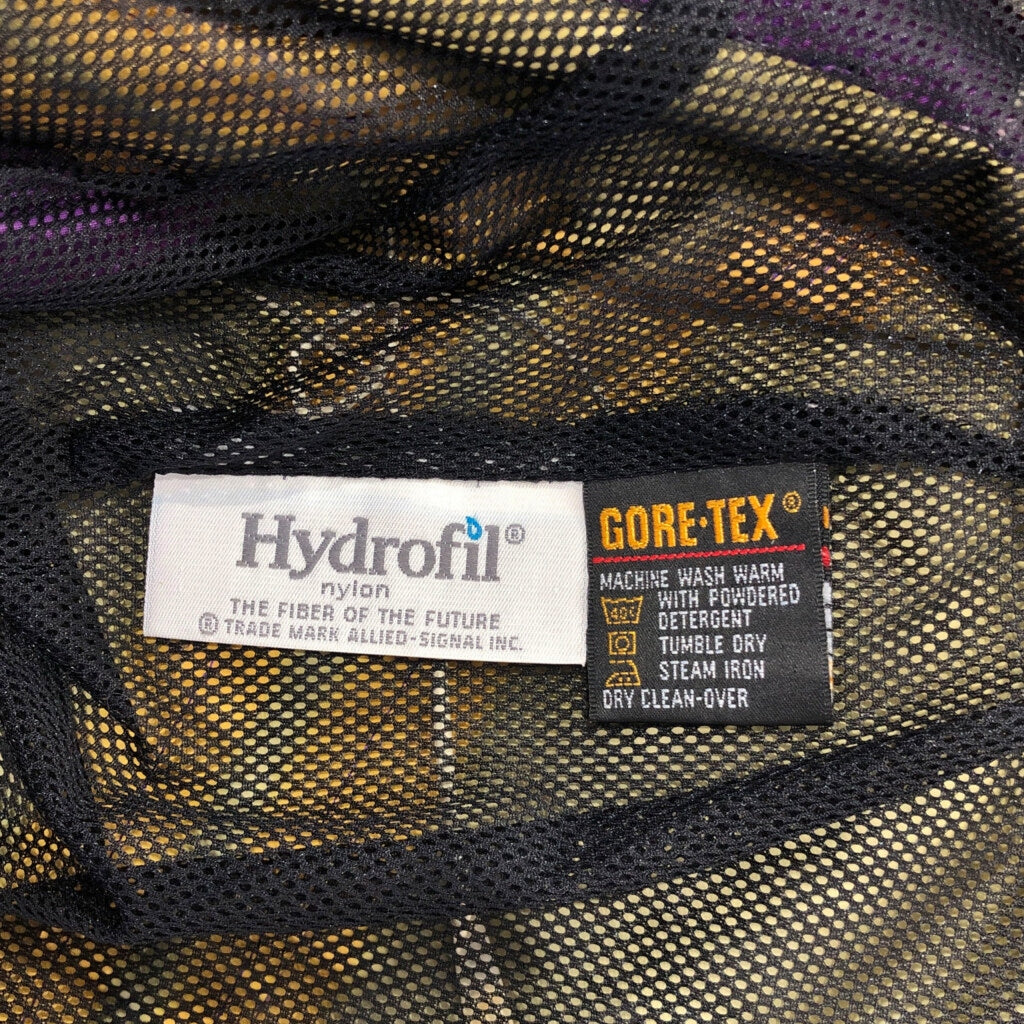 Hydrofil®
nylon
THE FIBER OF THE FUTURE
® TRADE MARK ALLIED-SIGNAL INC.
GORE-TEX®
MACHINE WASH WARM
WITH POWDERED
40C
DETERGENT
TUMBLE DRY
STEAM IRON
DRY CLEAN-OVER